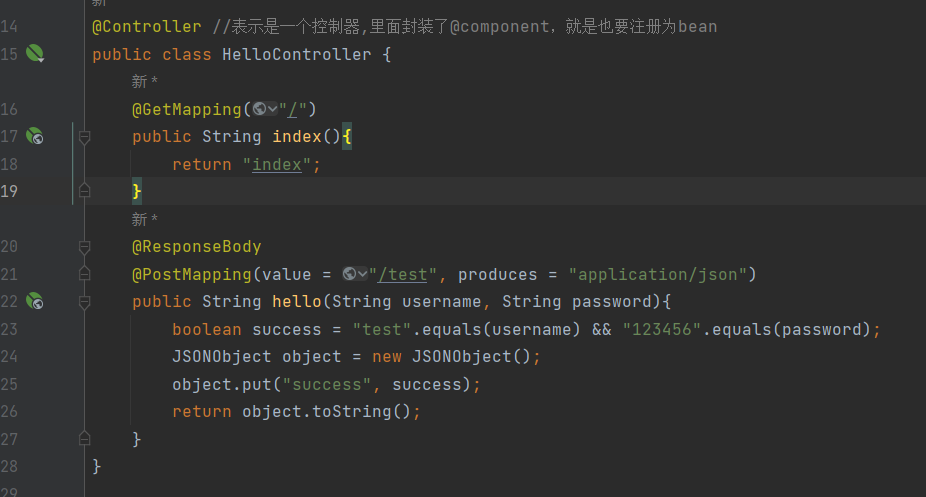 新
14 @Controller //表示是一个控制器,里面封装了@component，就是也要注册为bean
15 public class HelloController {
新 *
16 @GetMapping("/")
17 public String index(){
18 return "index";
19 }
新 *
20 @ResponseBody
21 @PostMapping(value = "/test", produces = "application/json")
22 public String hello(String username, String password){
23 boolean success = "test".equals(username) && "123456".equals(password);
24 JSONObject object = new JSONObject();
25 object.put("success", success);
26 return object.toString();
27 }
28 }
29